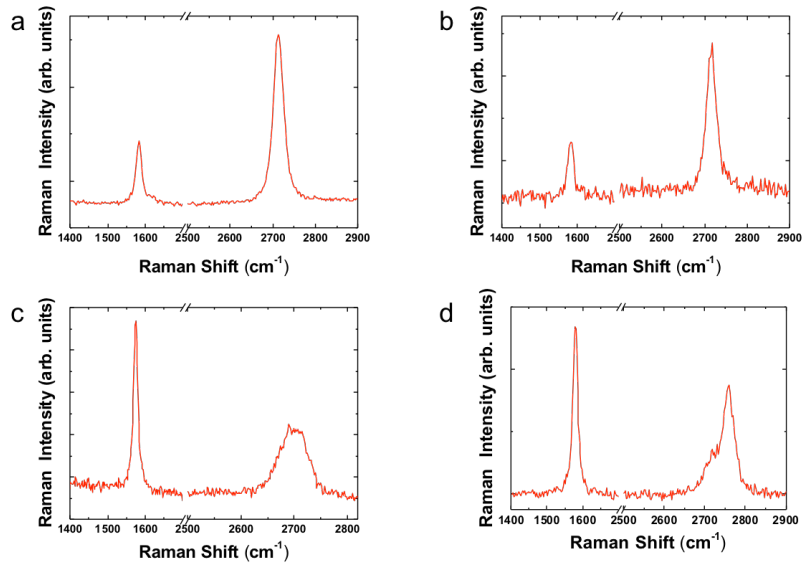 a
Raman Intensity (arb. units)
1400 1600 2500 2600 2700 2800 2900
Raman Shift (cm⁻¹)
b
Raman Intensity (arb. units)
1400 1500 1600 2500 2600 2700 2800 2900
Raman Shift (cm⁻¹)
c
Raman Intensity (arb. units)
1400 1500 1600 2500 2600 2700 2800
Raman Shift (cm⁻¹)
d
Raman Intensity (arb. units)
1400 1500 1600 2500 2600 2700 2800 2900
Raman Shift (cm⁻¹)